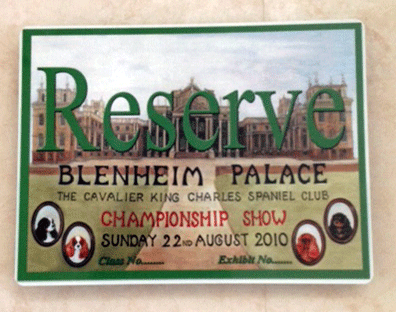 Reserve
BLENHEIM PALACE
THE CAVALIER KING CHARLES SPANIEL CLUB
CHAMPIONSHIP SHOW
SUNDAY 22ND AUGUST 2010
Class No........ Exhibit No........